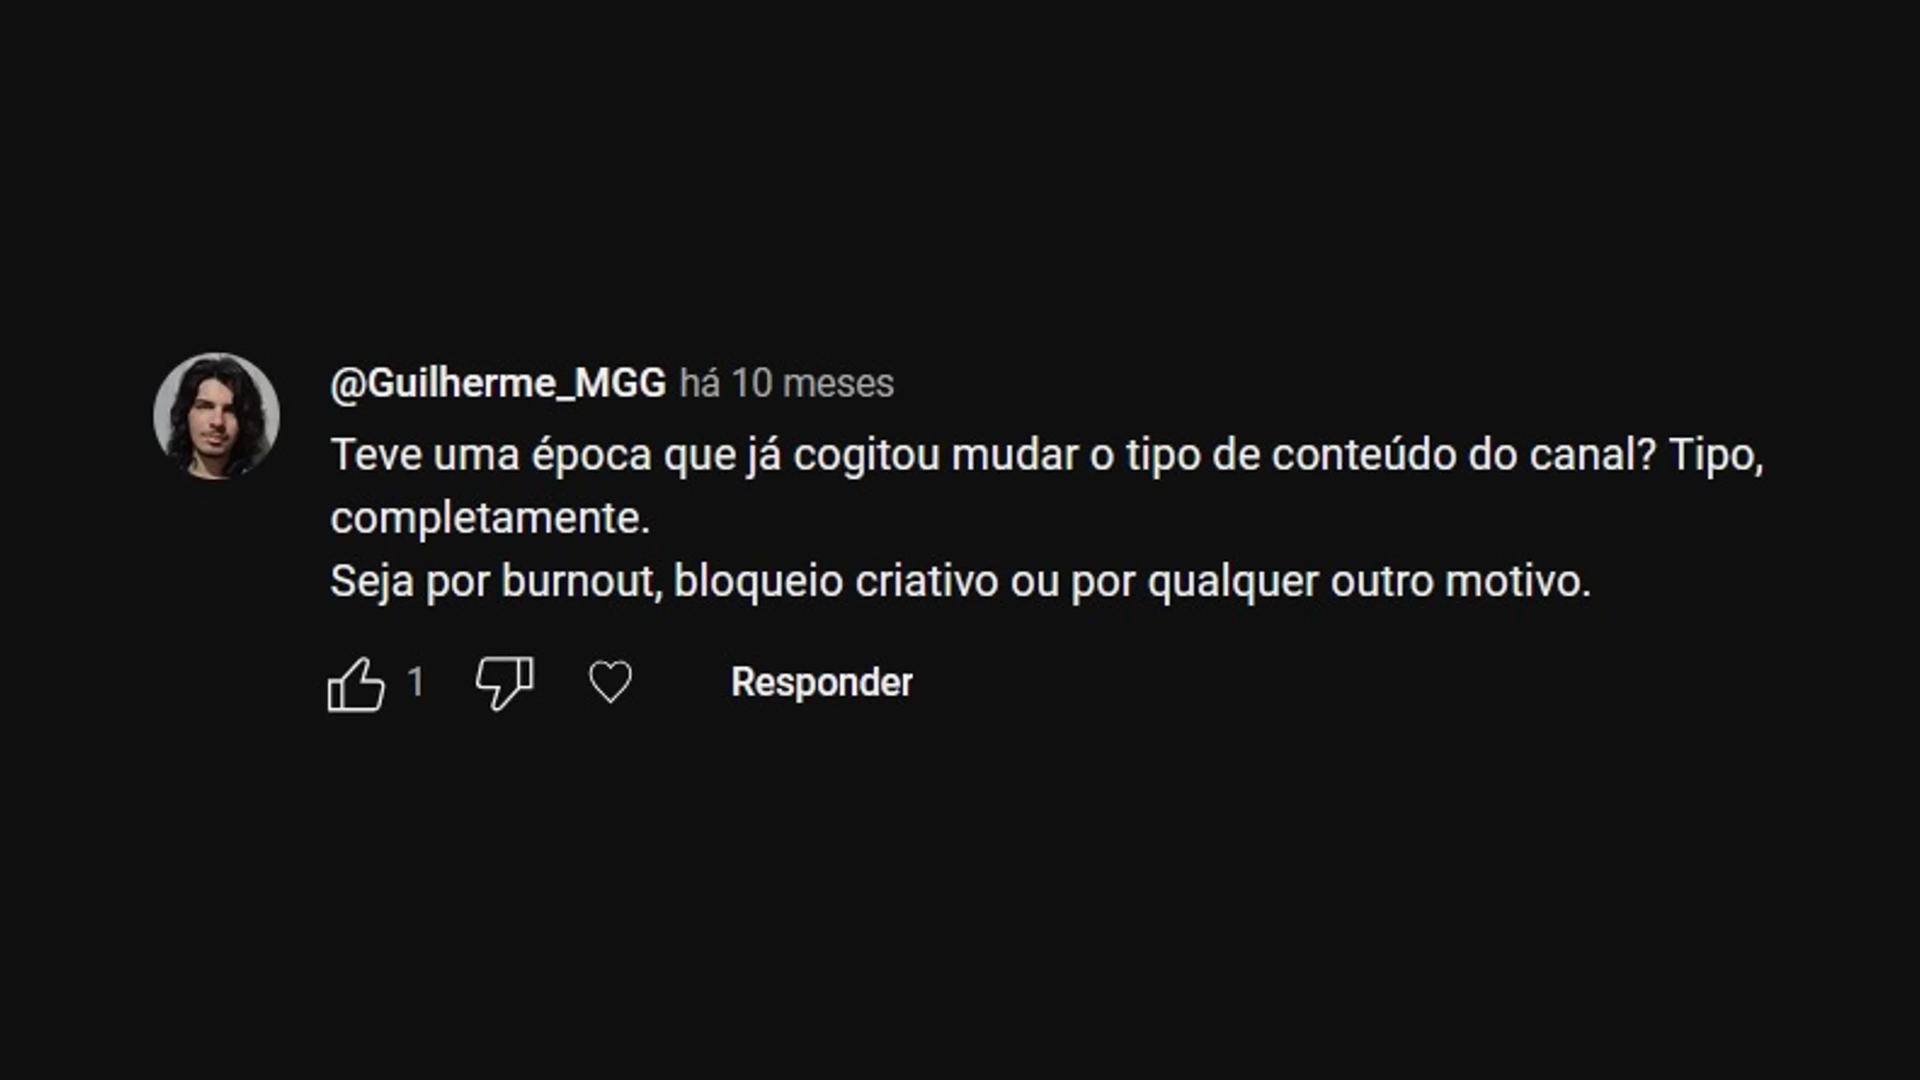 @Guilherme_MGG há 10 meses
Teve uma época que já cogitou mudar o tipo de conteúdo do canal? Tipo,
completamente.
Seja por burnout, bloqueio criativo ou por qualquer outro motivo.
1 Responder